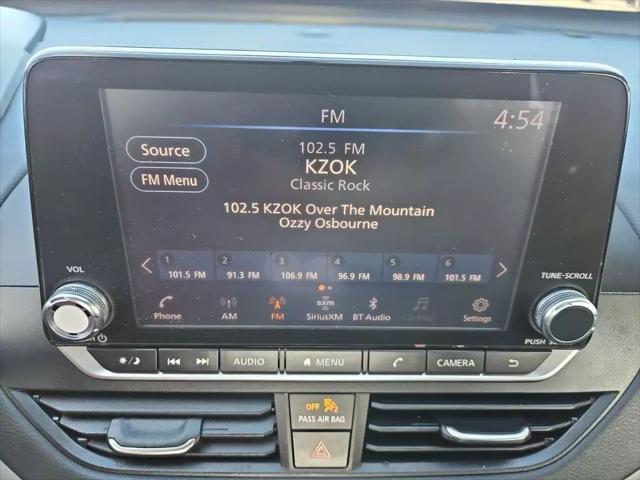 FM 4:54
102.5 FM
Source
KZOK
Classic Rock
FM Menu
102.5 KZOK Over The Mountain
Ozzy Osbourne
1 2 3 4 5 6
101.5 FM 91.3 FM 106.9 FM 96.9 FM 98.9 FM 101.5 FM
VOL
TUNE•SCROLL
SXM
Phone AM FM SiriusXM BT Audio CarPlay Settings
PUSH
AUDIO MENU CAMERA
OFF
PASS AIR BAG